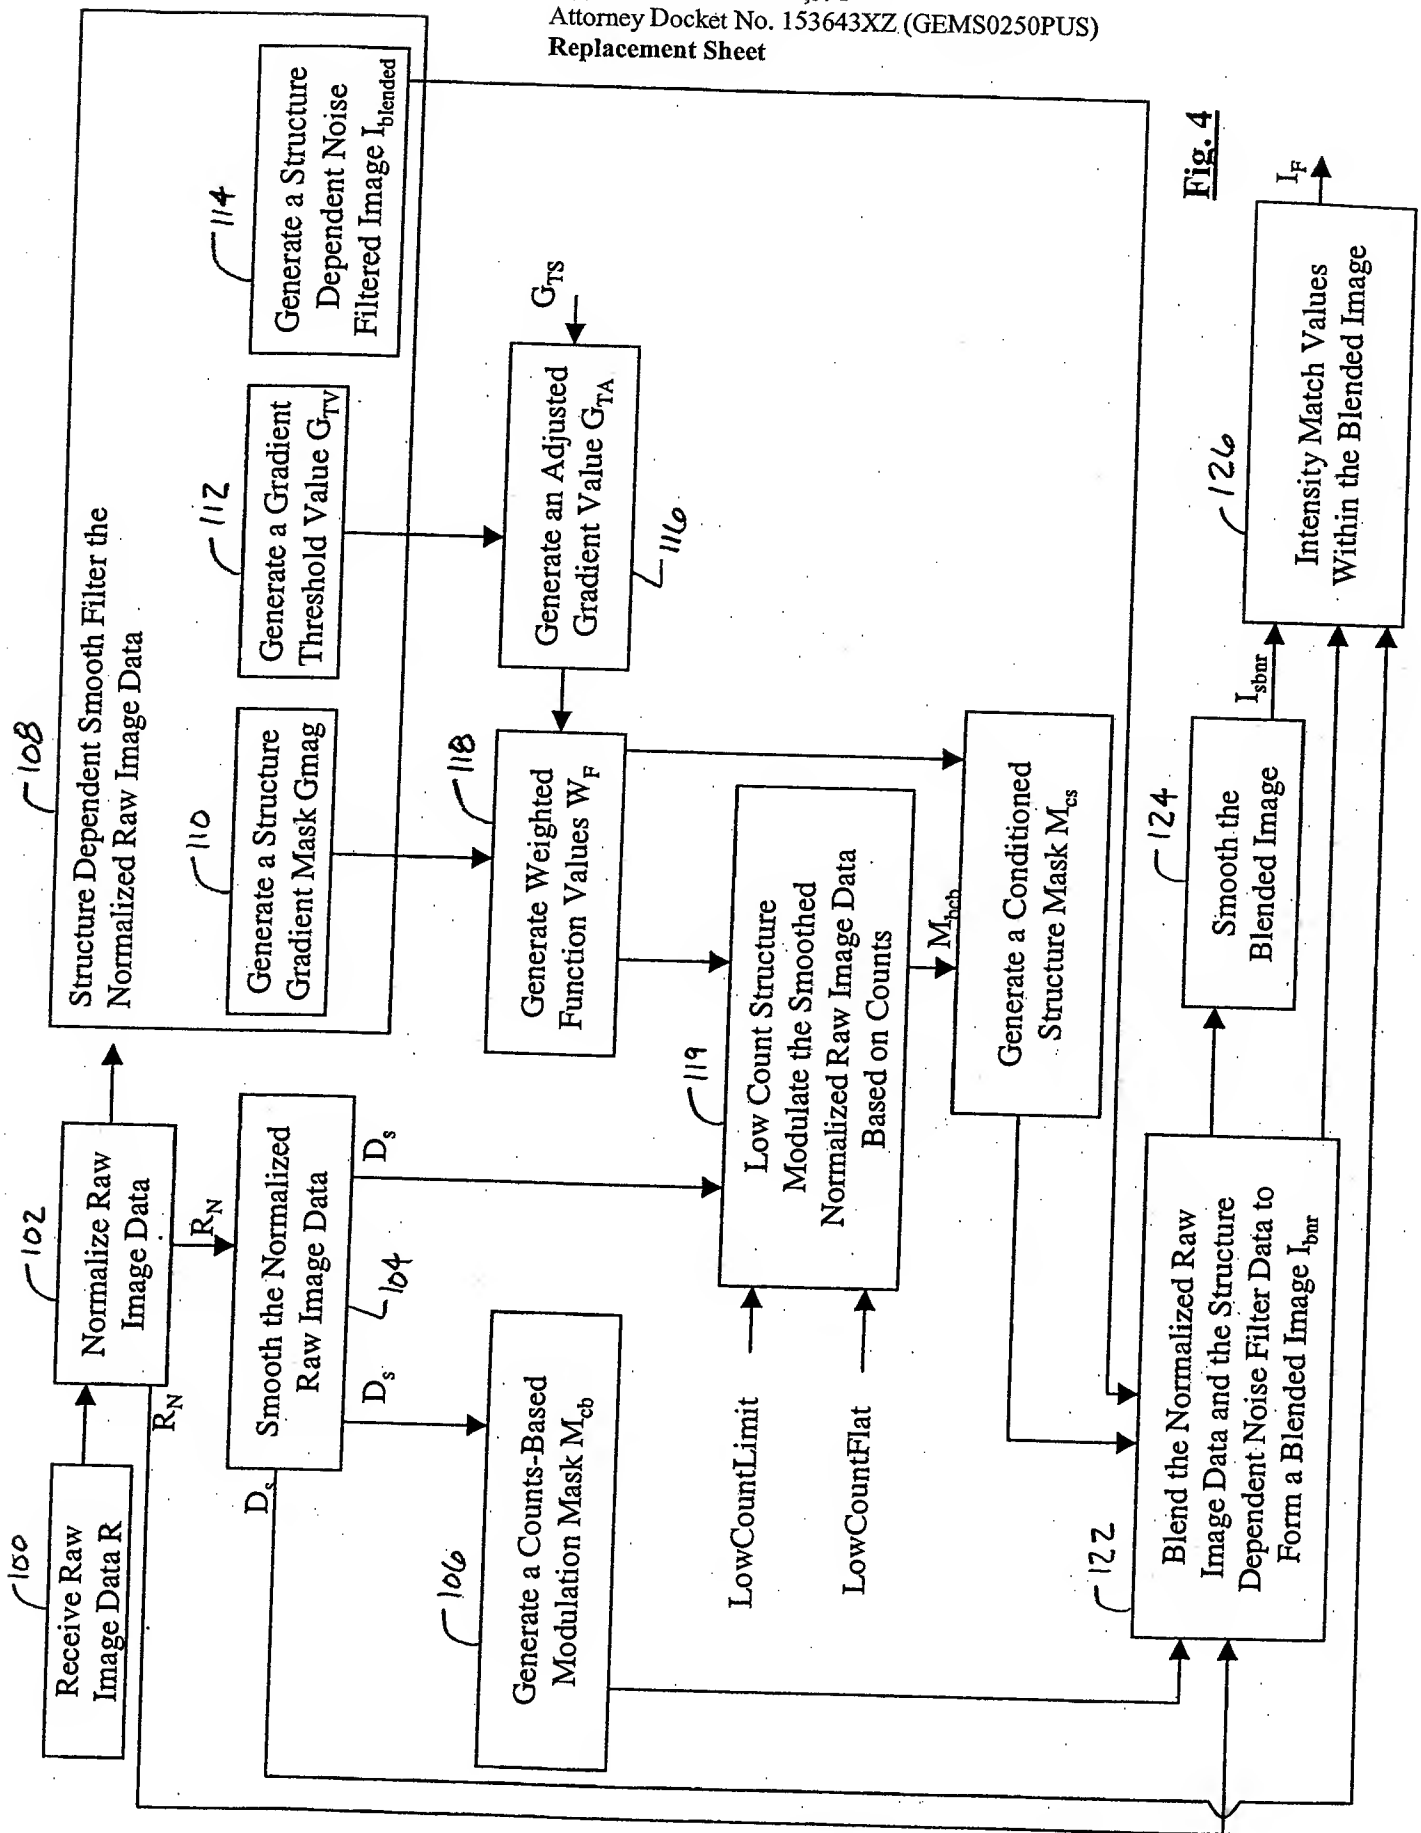 Attorney Docket No. 153643XZ (GEMS0250PUS)
Replacement Sheet
100
Receive Raw
Image Data R
102
Normalize Raw
Image Data
R_N
R_N
108
Structure Dependent Smooth Filter the
Normalized Raw Image Data
110
Generate a Structure
Gradient Mask Gmag
112
Generate a Gradient
Threshold Value G_TV
114
Generate a Structure
Dependent Noise
Filtered Image I_blended
Smooth the Normalized
Raw Image Data
104
D_s
D_s
D_s
118
Generate Weighted
Function Values W_F
Generate an Adjusted
Gradient Value G_TA
116
G_TS
106
Generate a Counts-Based
Modulation Mask M_cb
119
Low Count Structure
Modulate the Smoothed
Normalized Raw Image Data
Based on Counts
LowCountLimit
LowCountFlat
M_bcb
Generate a Conditioned
Structure Mask M_cs
122
Blend the Normalized Raw
Image Data and the Structure
Dependent Noise Filter Data to
Form a Blended Image I_bnr
124
Smooth the
Blended Image
I_sbnr
126
Intensity Match Values
Within the Blended Image
I_F
Fig. 4